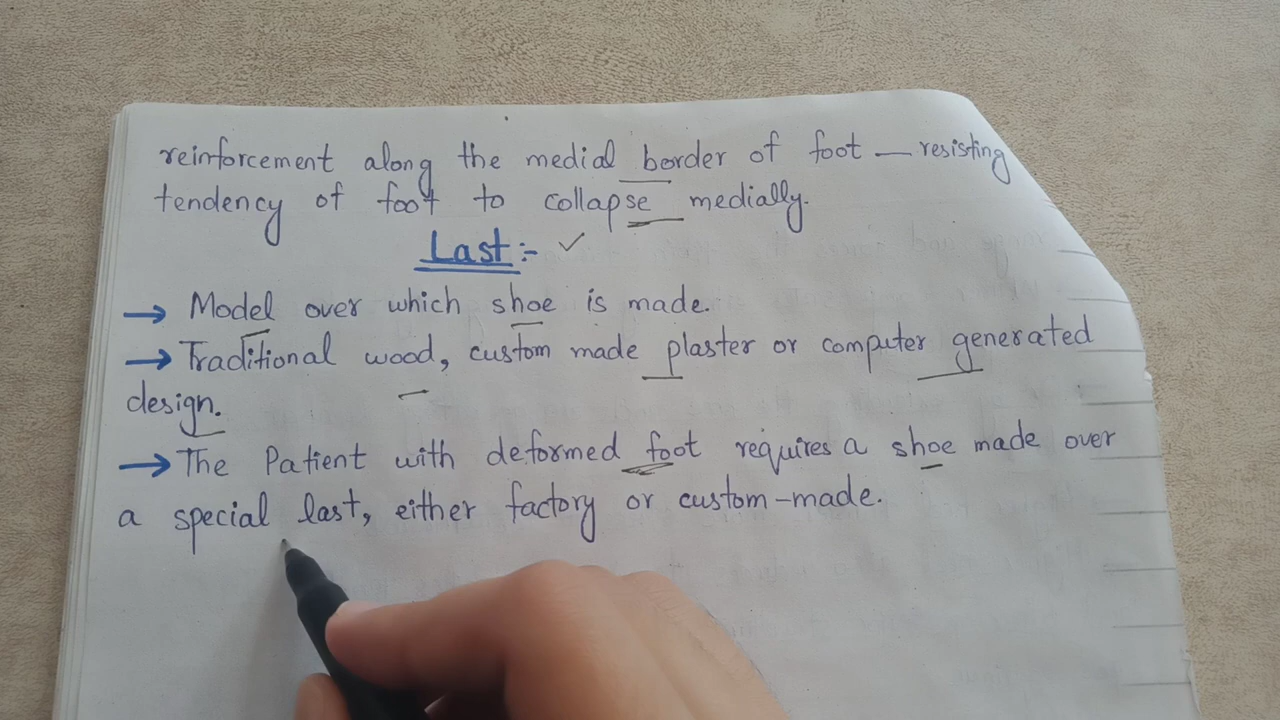 reinforcement along the medial border of foot — resisting
tendency of foot to collapse medially.
Last:-
→ Model over which shoe is made.
→ Traditional wood, custom made plaster or computer generated
design.
→ The Patient with deformed foot requires a shoe made over
a special last, either factory or custom-made.